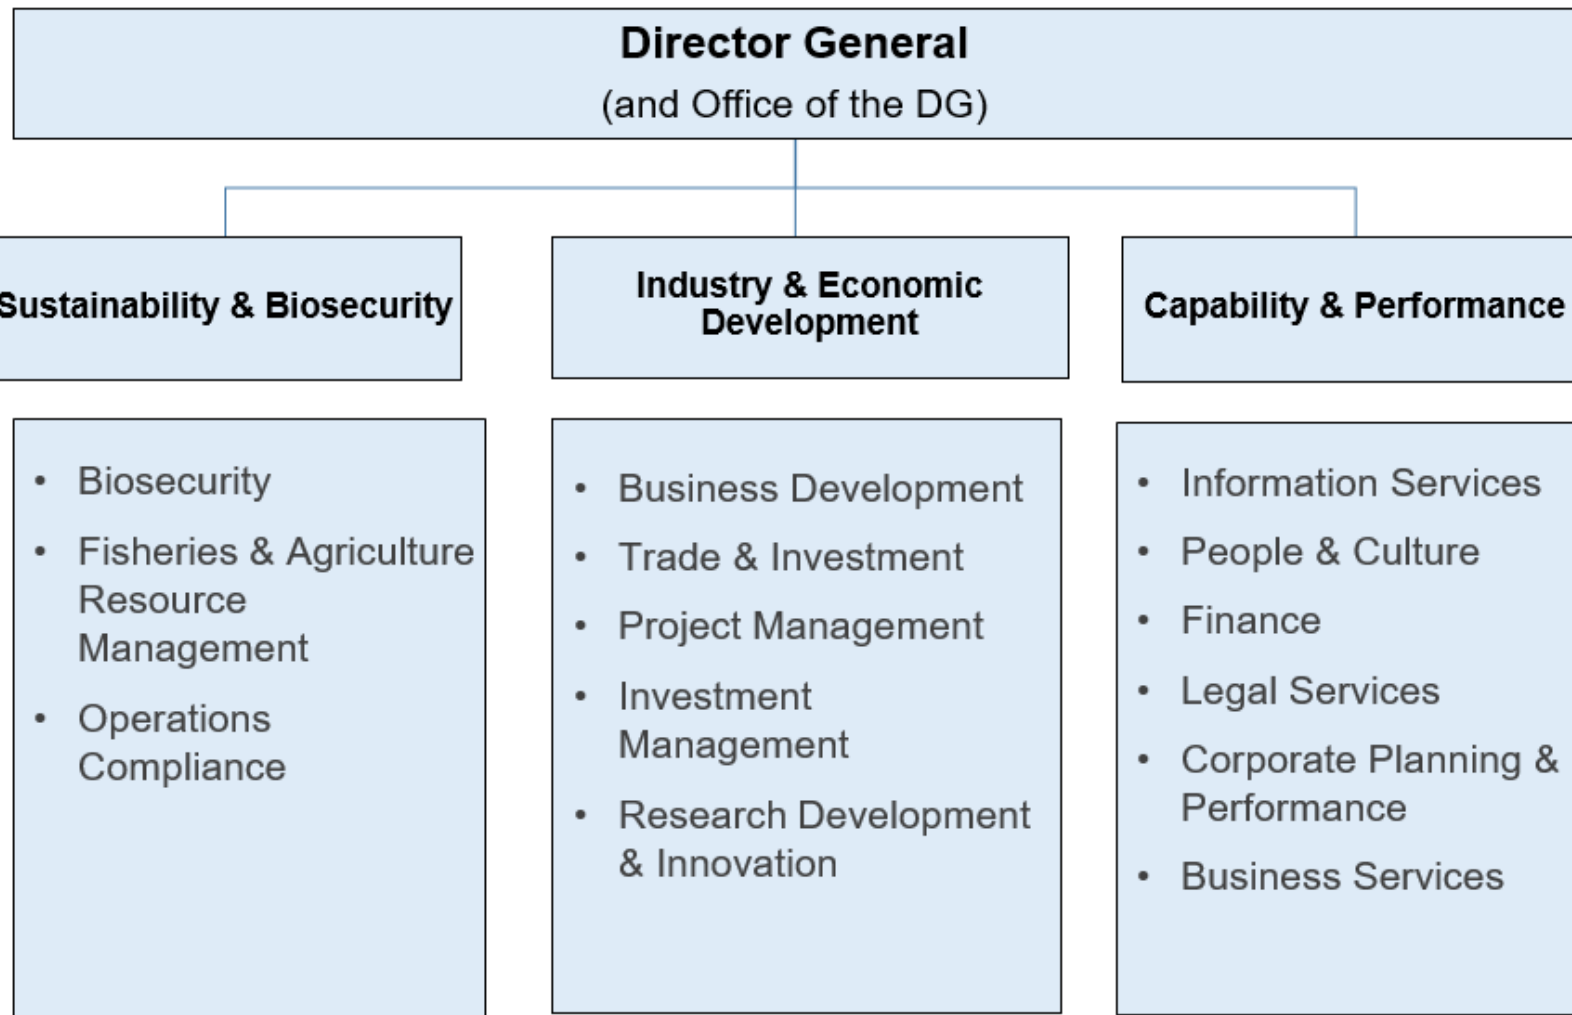 Director General
(and Office of the DG)
Sustainability & Biosecurity
Industry & Economic
Development
Capability & Performance
• Biosecurity
• Fisheries & Agriculture
Resource
Management
• Operations
Compliance
• Business Development
• Trade & Investment
• Project Management
• Investment
Management
• Research Development
& Innovation
• Information Services
• People & Culture
• Finance
• Legal Services
• Corporate Planning &
Performance
• Business Services